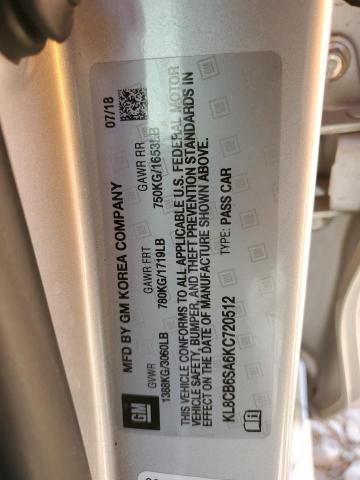 MFD BY GM KOREA COMPANY 07/18
GVWR GAWR FRT GAWR RR
1388KG/3060LB 780KG/1719LB 750KG/1653LB
THIS VEHICLE CONFORMS TO ALL APPLICABLE U.S. FEDERAL MOTOR
VEHICLE SAFETY, BUMPER, AND THEFT PREVENTION STANDARDS IN
EFFECT ON THE DATE OF MANUFACTURE SHOWN ABOVE.
KL8CB6SA6KC720512 TYPE: PASS CAR
GM